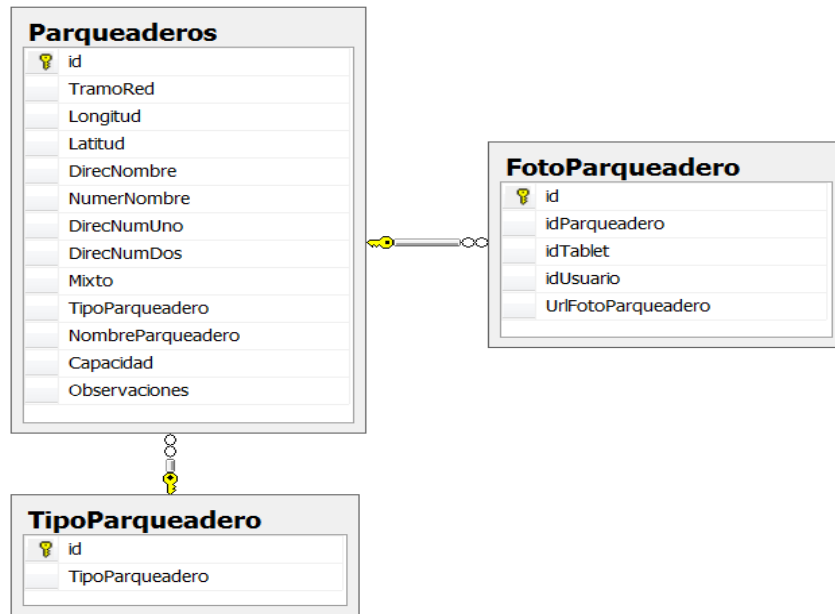 Parqueaderos
id
TramoRed
Longitud
Latitud
DirecNombre
NumerNombre
DirecNumUno
DirecNumDos
Mixto
TipoParqueadero
NombreParqueadero
Capacidad
Observaciones
FotoParqueadero
id
idParqueadero
idTablet
idUsuario
UrlFotoParqueadero
TipoParqueadero
id
TipoParqueadero